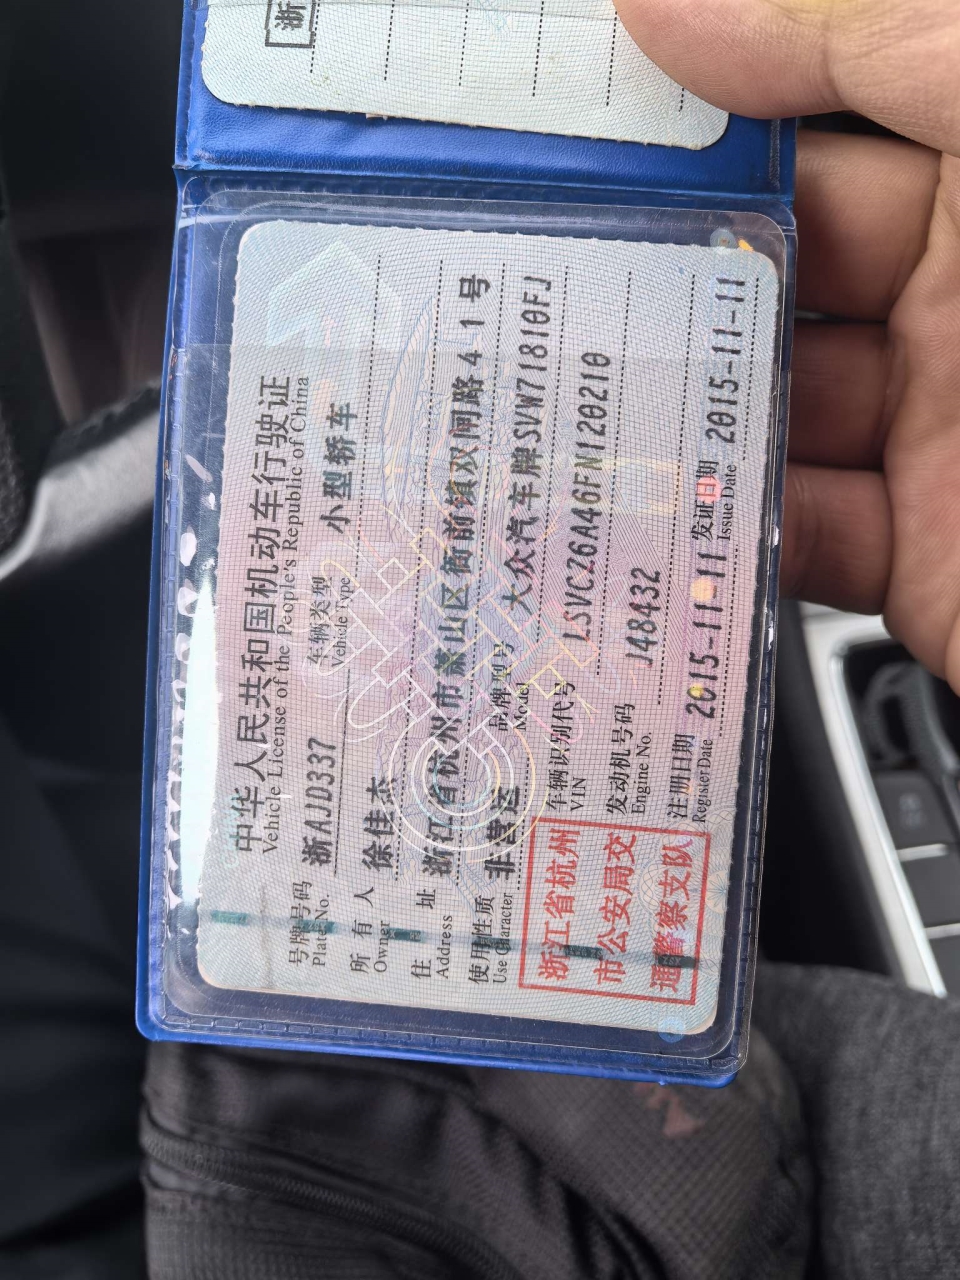 浙
中华人民共和国机动车行驶证
Vehicle License of the People's Republic of China
号牌号码 浙AJD337 车辆类型 小型轿车
Plate No. Vehicle Type
所有人 徐佳杰
Owner
住址 浙江省杭州市萧山区衙前镇双闸路4-1号
Address
使用性质 非营运 品牌型号 大众汽车牌SVW71810FJ
Use Character Model
浙江省杭州
市公安局交
通警察支队
车辆识别代号 LSVCZ6A46FN120210
VIN
发动机号码 J48432
Engine No.
注册日期 2015-11-11 发证日期 2015-11-11
Register Date Issue Date